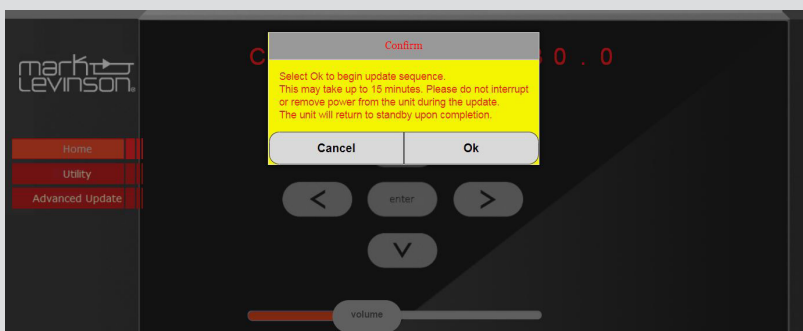 Confirm
C
3 0 . 0
mark
Levinson®
Select Ok to begin update sequence.
This may take up to 15 minutes. Please do not interrupt
or remove power from the unit during the update.
The unit will return to standby upon completion.
Cancel
Ok
Home
Utility
Advanced Update
<
enter
>
volume